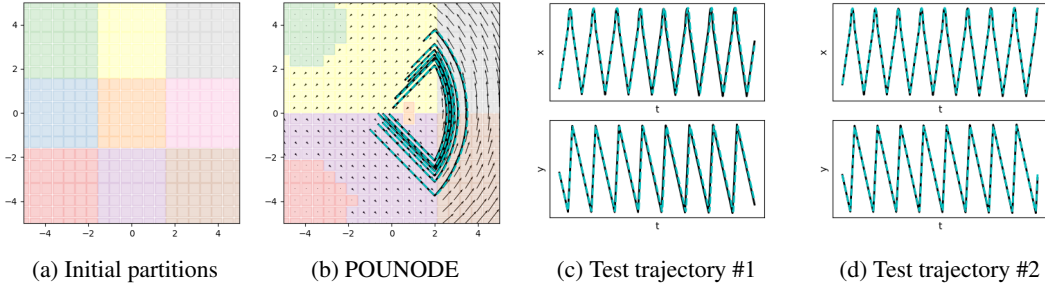 4
2
0
−2
−4
−4 −2 0 2 4
4
2
0
−2
−4
−4 −2 0 2 4
x
t
y
t
x
t
y
t
(a) Initial partitions
(b) POUNODE
(c) Test trajectory #1
(d) Test trajectory #2